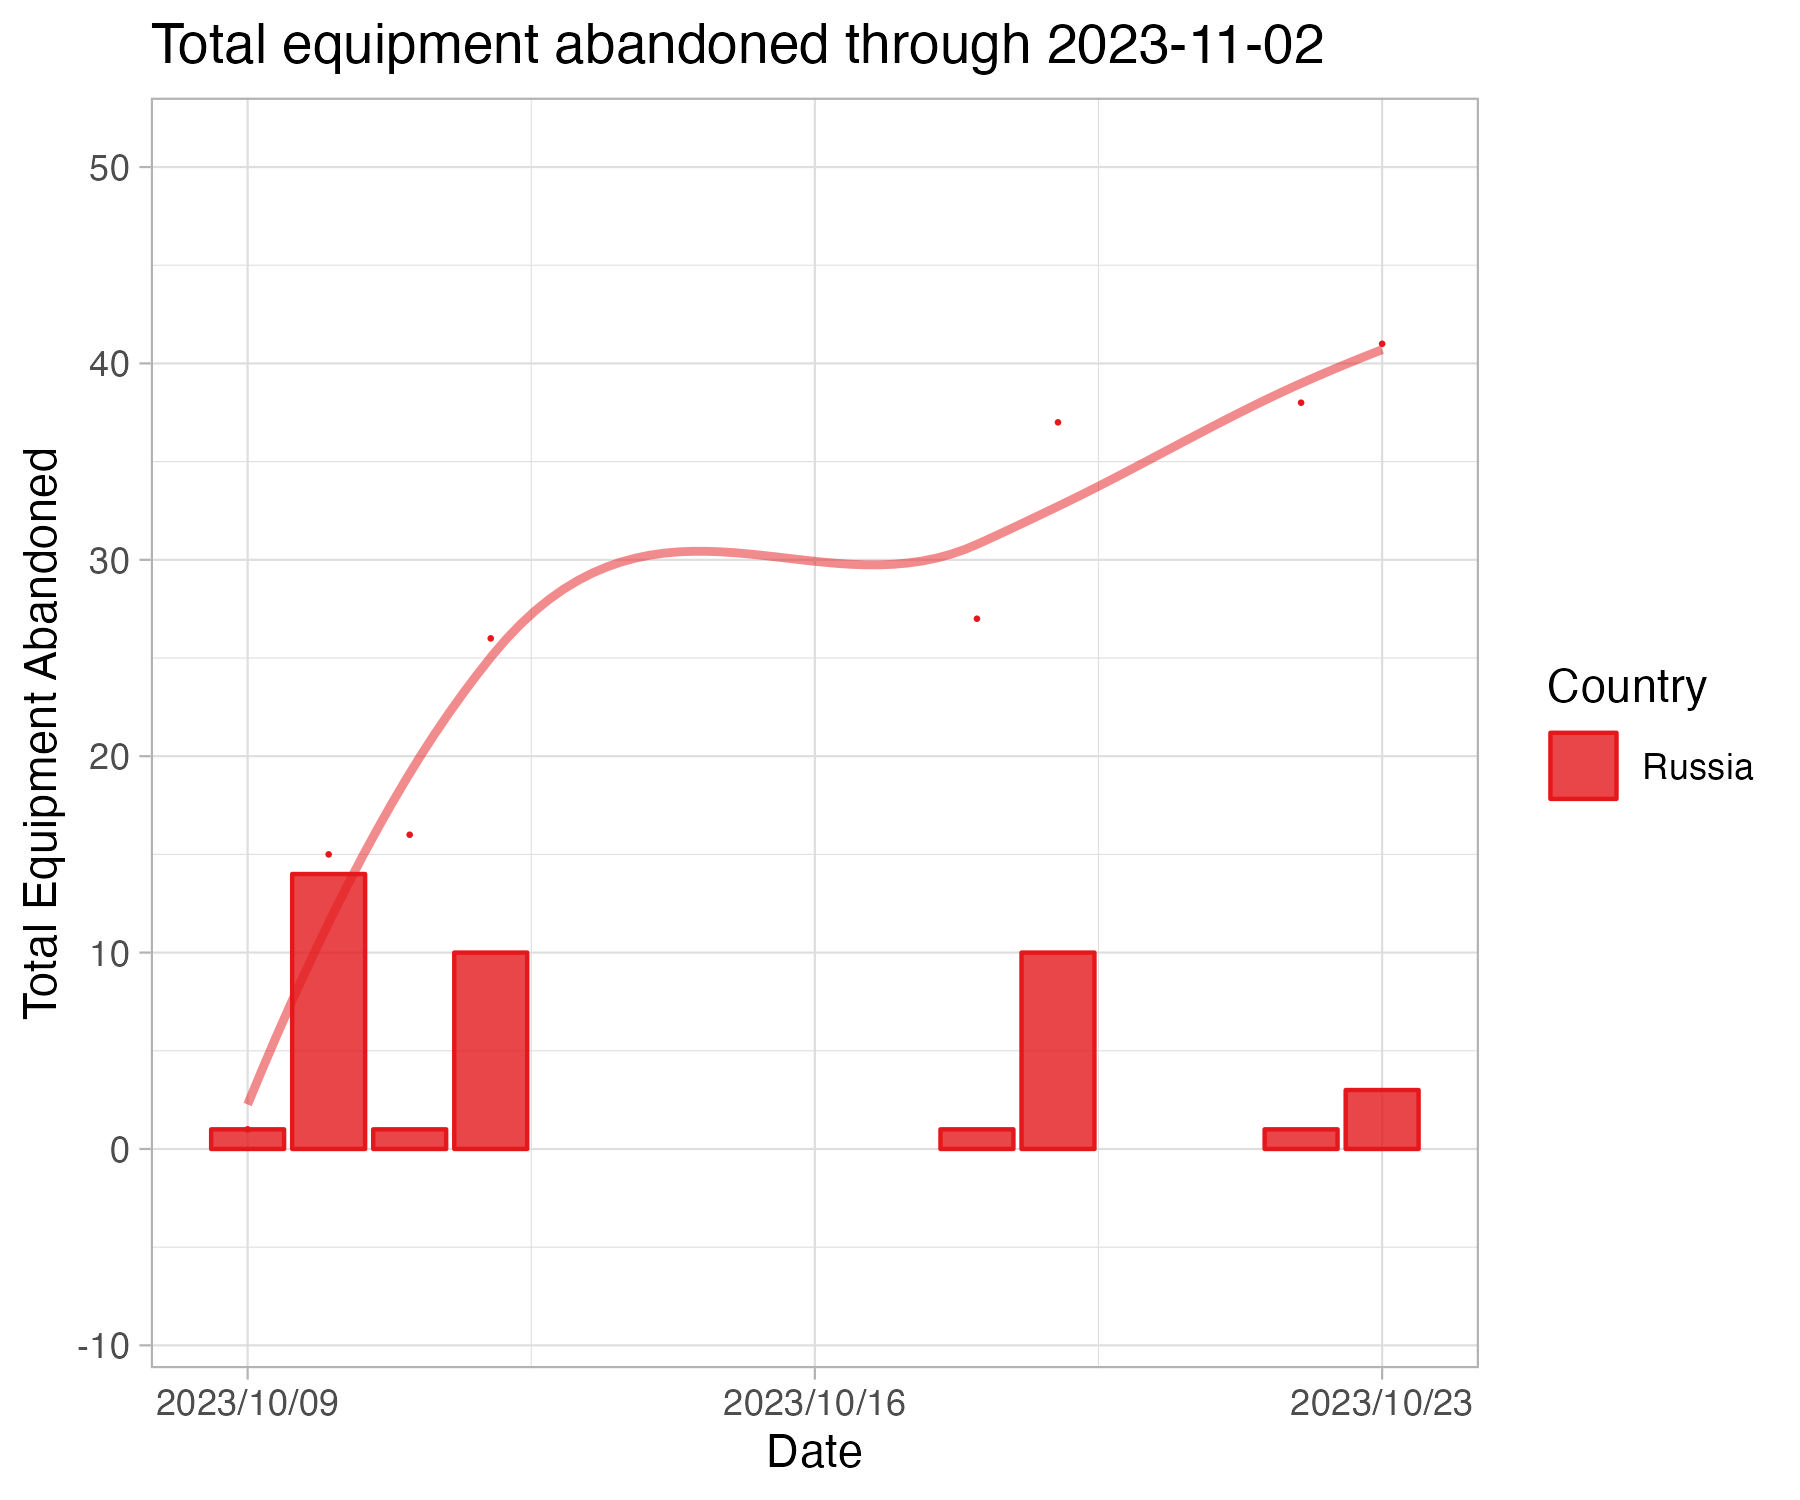 Total equipment abandoned through 2023-11-02
Total Equipment Abandoned
50
40
30
20
10
0
-10
2023/10/09
2023/10/16
2023/10/23
Date
Country
Russia